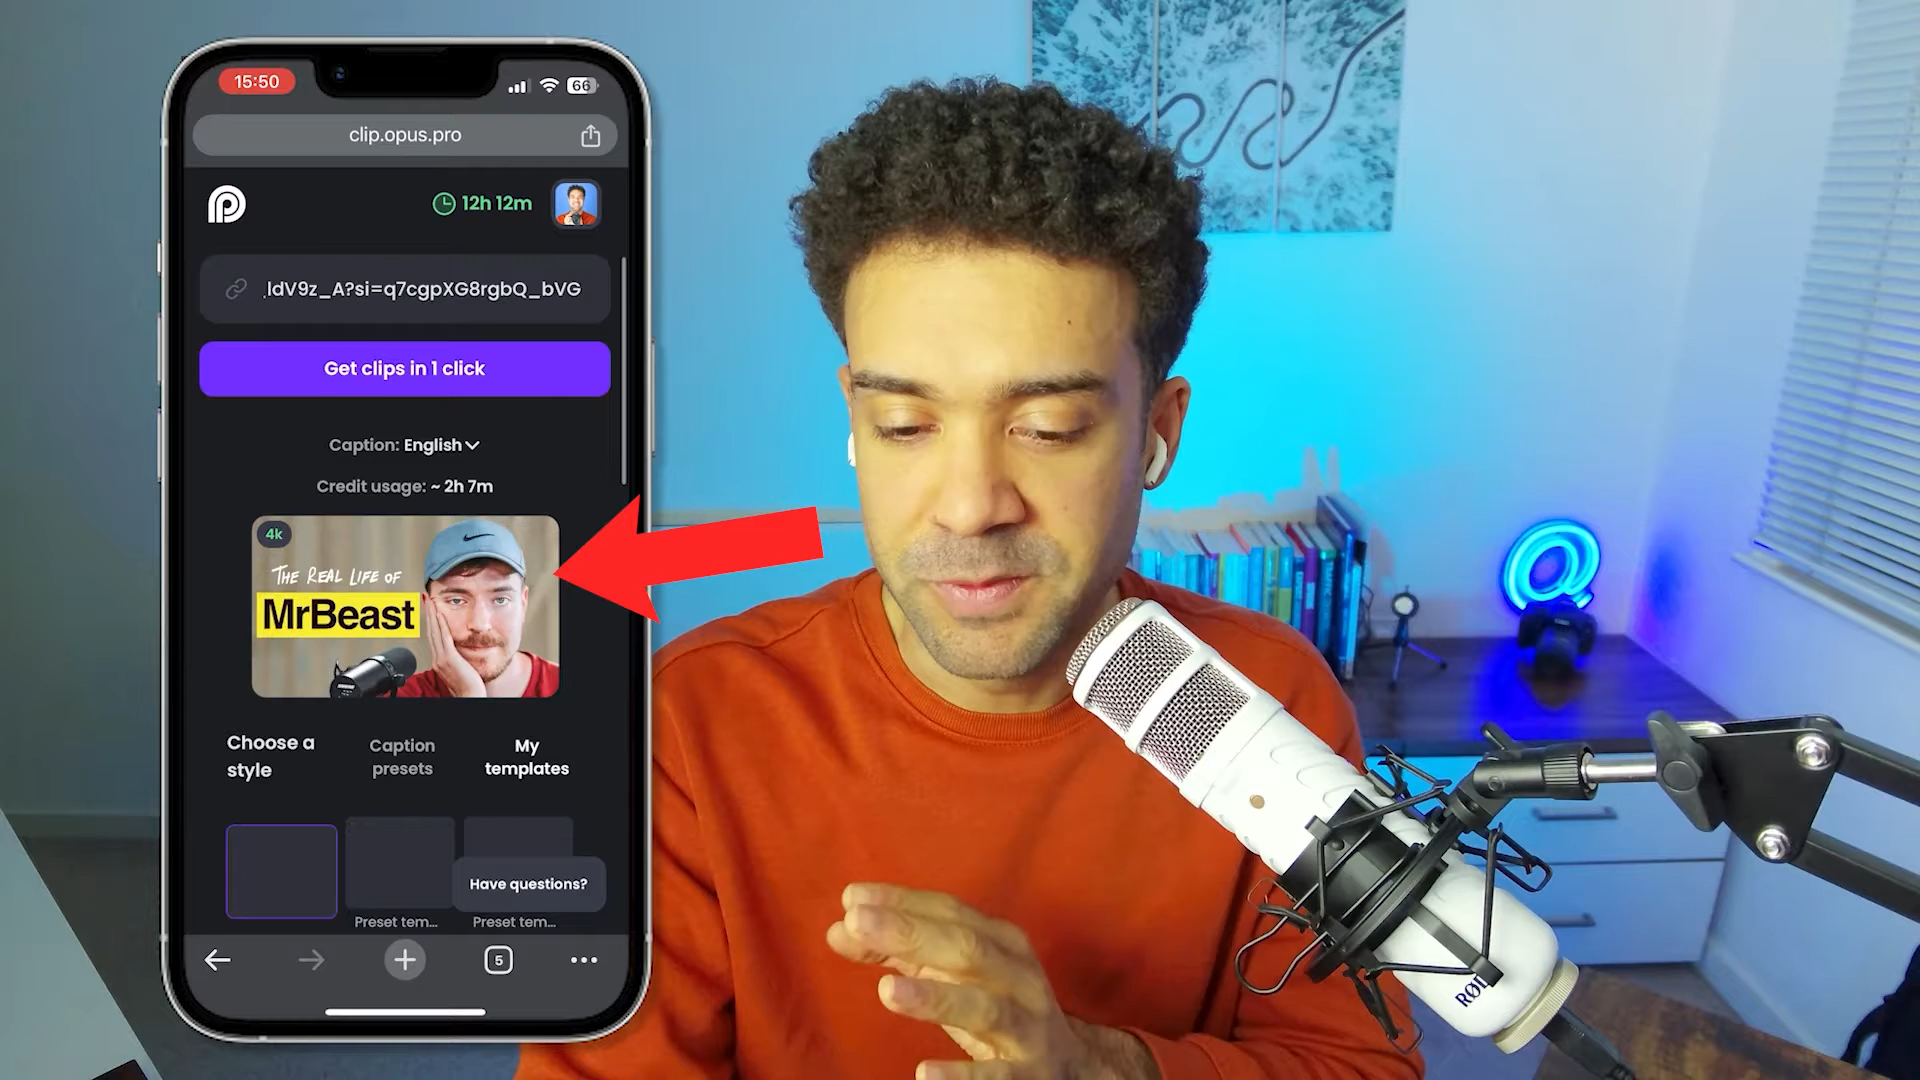 15:50
66
clip.opus.pro
12h 12m
.ldV9z_A?si=q7cgpXG8rgbQ_bVG
Get clips in 1 click
Caption: English
Credit usage: ~ 2h 7m
4k
THE REAL LIFE OF
MrBeast
Choose a
style
Caption
presets
My
templates
Have questions?
Preset tem...
Preset tem...
5
RØD